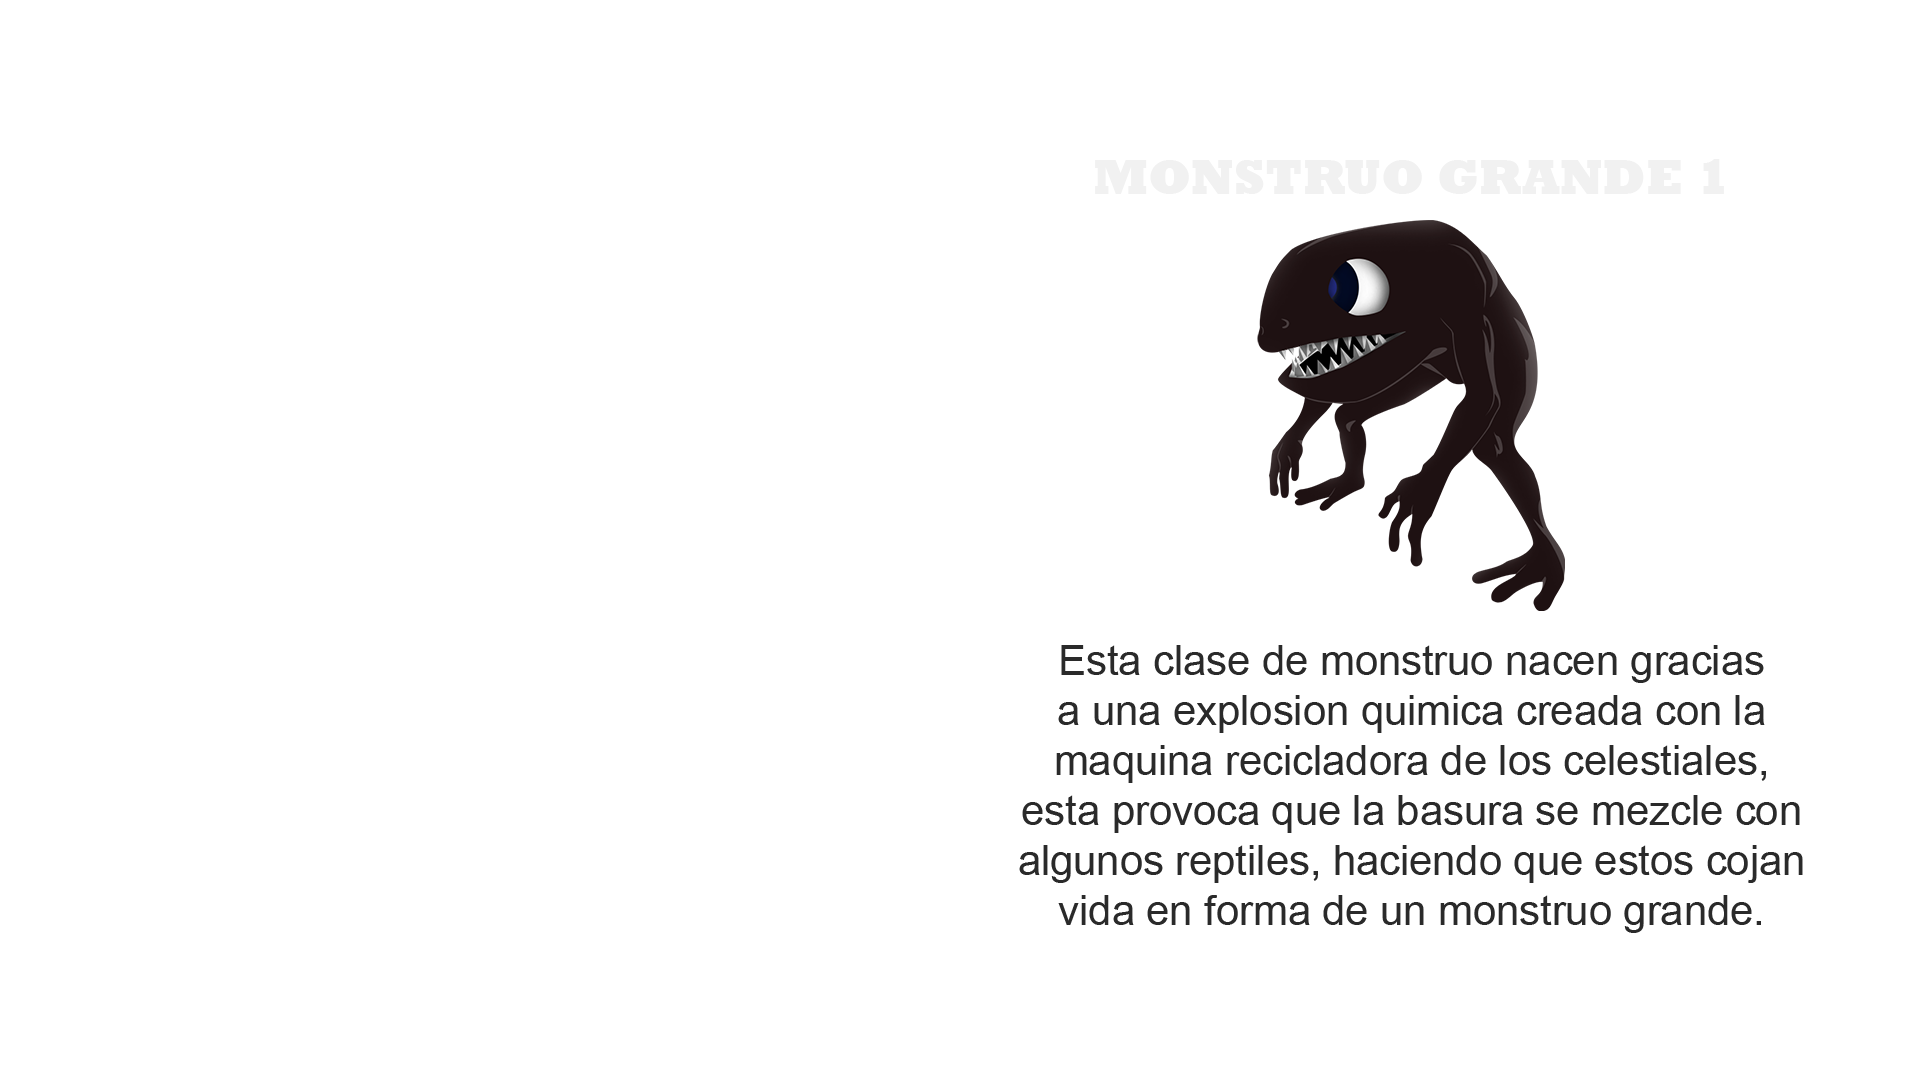 MONSTRUO GRANDE 1
Esta clase de monstruo nacen gracias
a una explosion quimica creada con la
maquina recicladora de los celestiales,
esta provoca que la basura se mezcle con
algunos reptiles, haciendo que estos cojan
vida en forma de un monstruo grande.